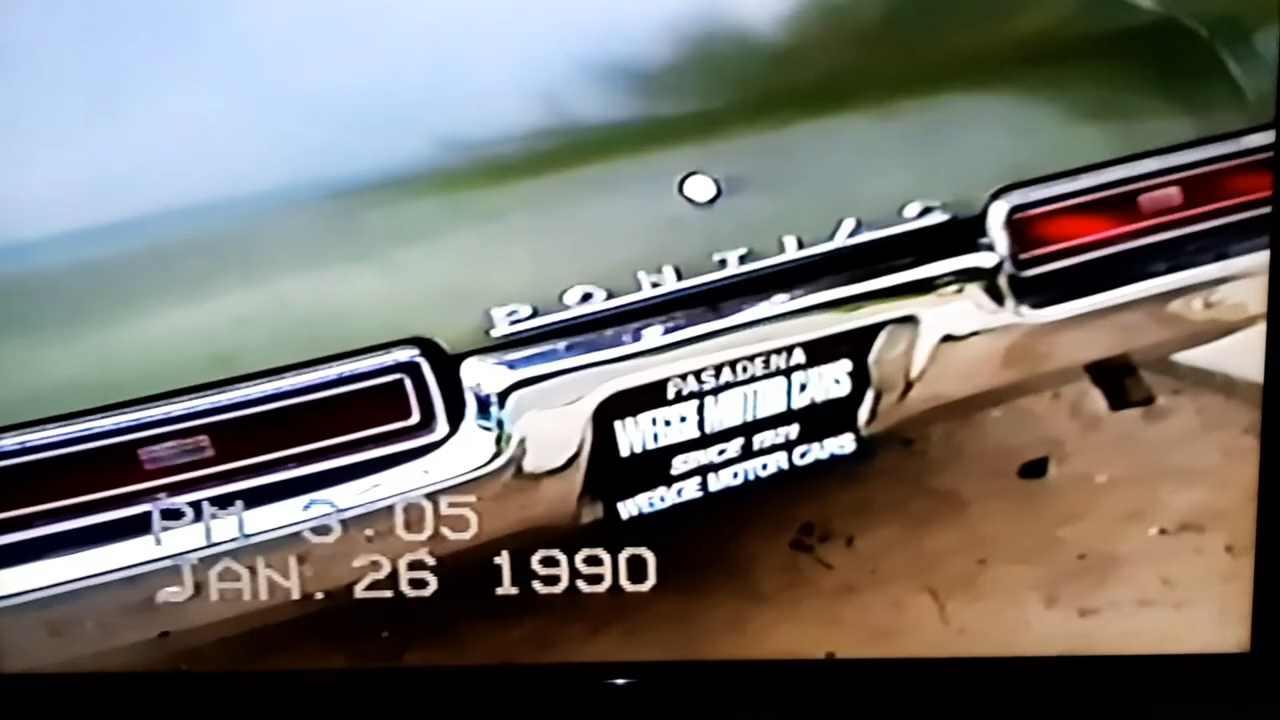 PONTIAC
PASADENA
WEGGE MOTOR CARS
SINCE 1921
WEGGE MOTOR CARS
PM 3:05
JAN. 26 1990